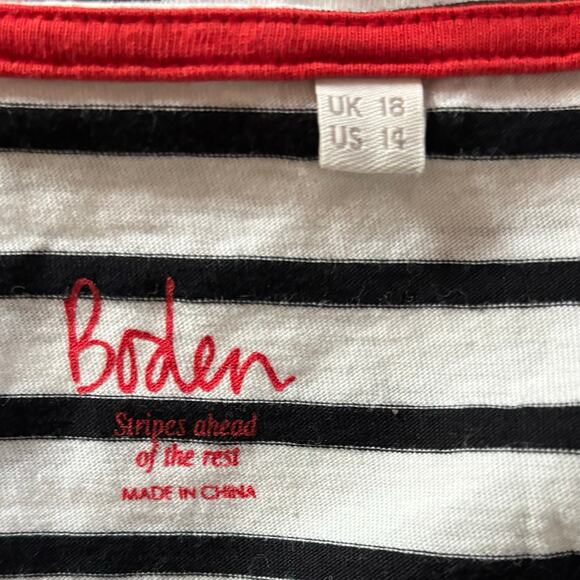 UK 18
US 14
Boden
Stripes ahead
of the rest
MADE IN CHINA